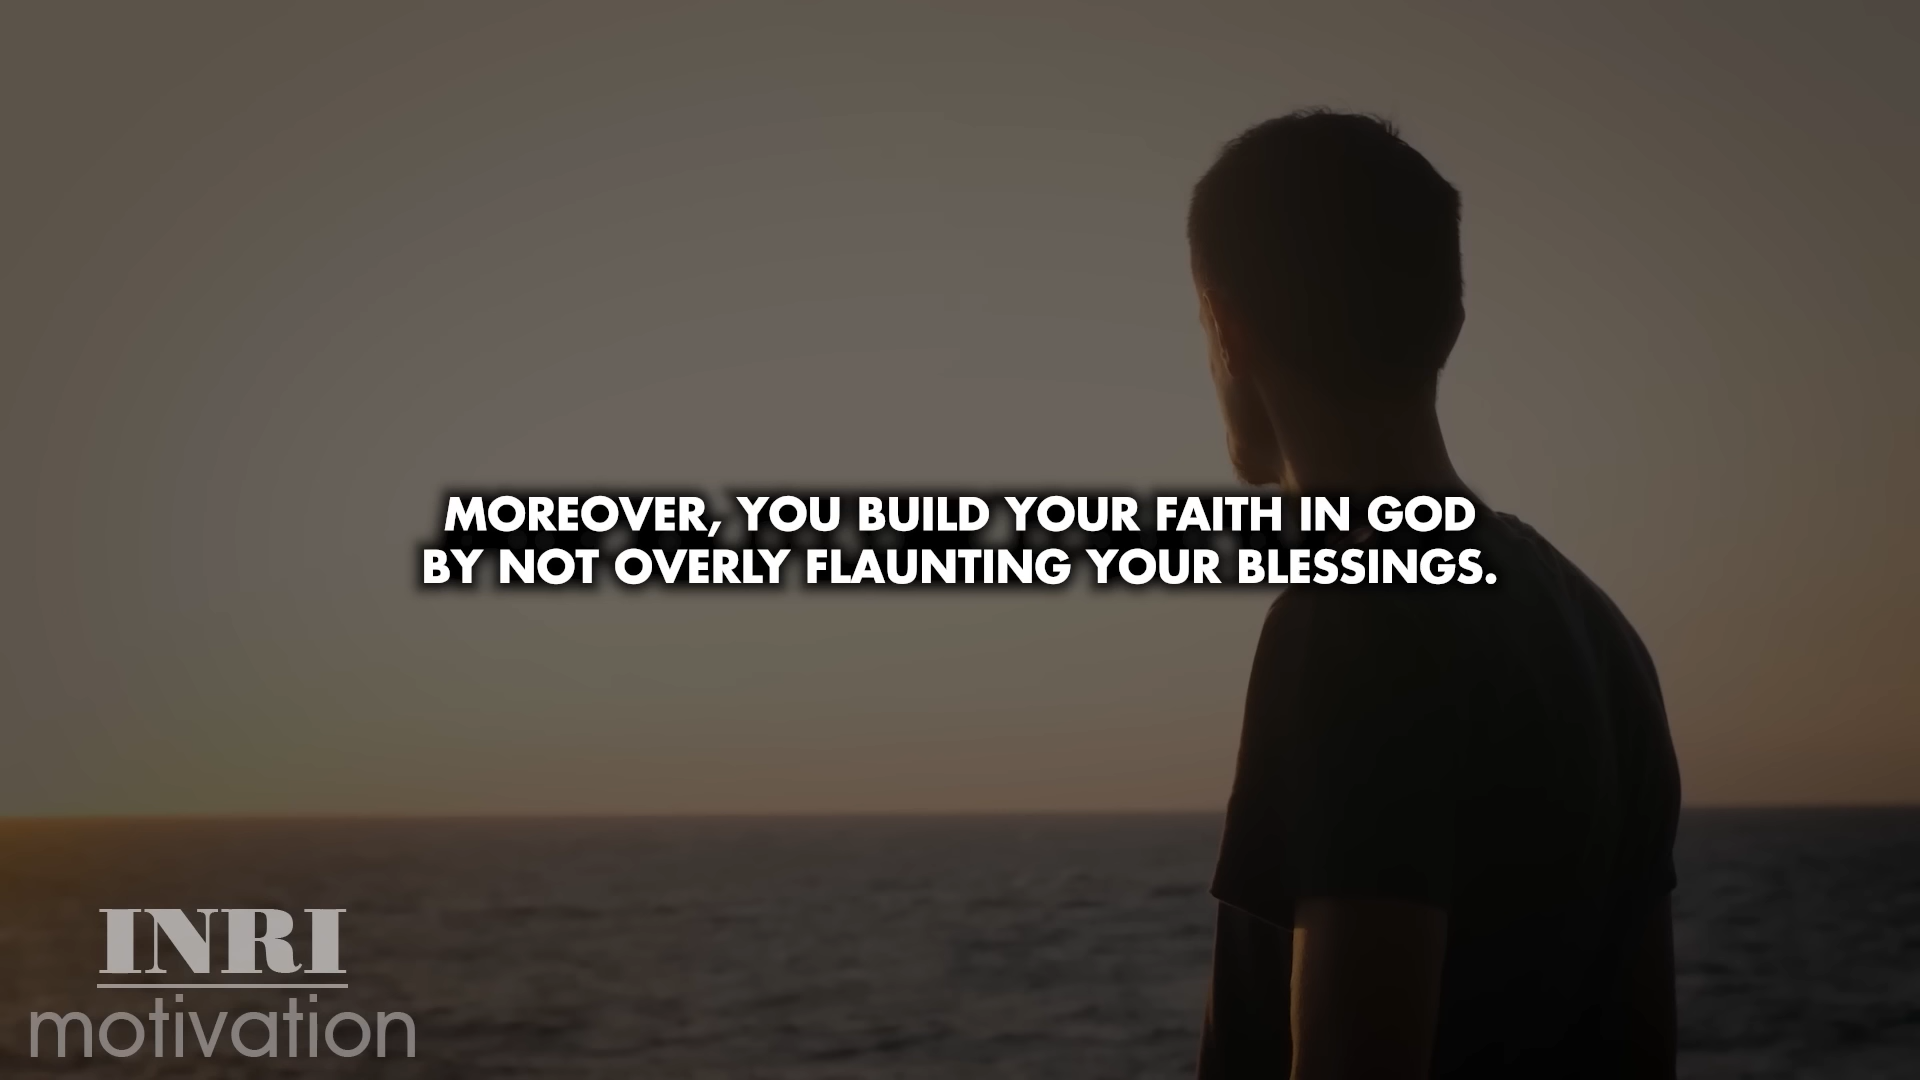 MOREOVER, YOU BUILD YOUR FAITH IN GOD
BY NOT OVERLY FLAUNTING YOUR BLESSINGS.
INRI
motivation